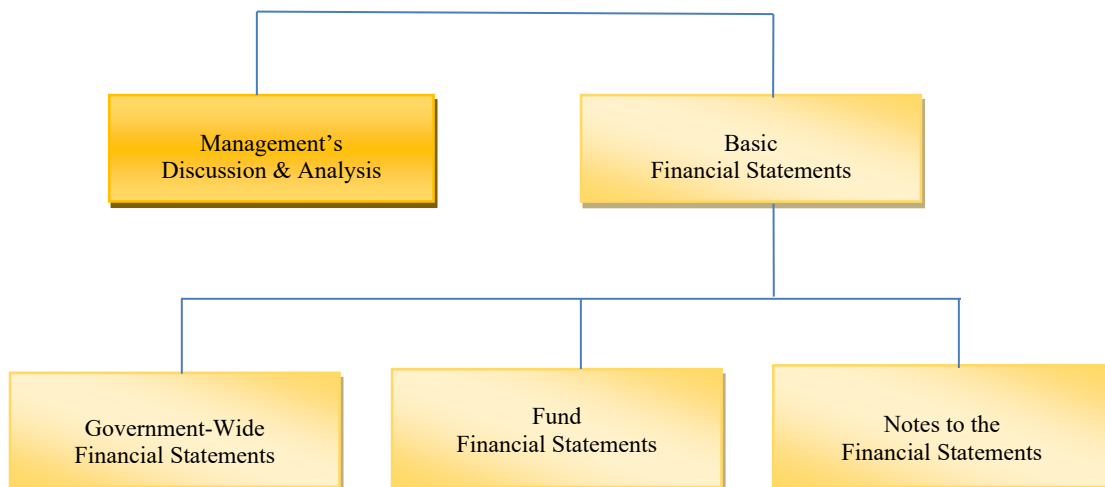 Management’s
Discussion & Analysis
Basic
Financial Statements
Government-Wide
Financial Statements
Fund
Financial Statements
Notes to the
Financial Statements